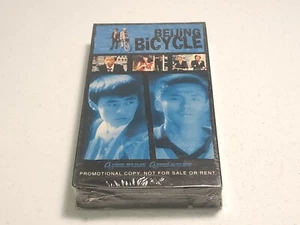 BEIJING
BiCYCLE
PROMOTIONAL COPY. NOT FOR SALE OR RENT.